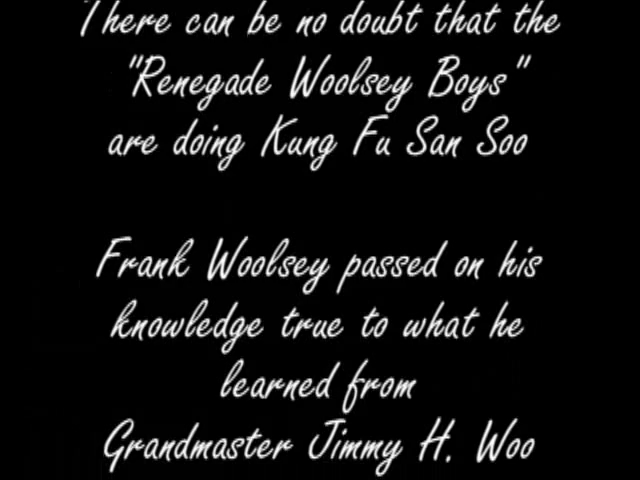 There can be no doubt that the
"Renegade Woolsey Boys"
are doing Kung Fu San Soo
Frank Woolsey passed on his
knowledge true to what he
learned from
Grandmaster Jimmy H. Woo